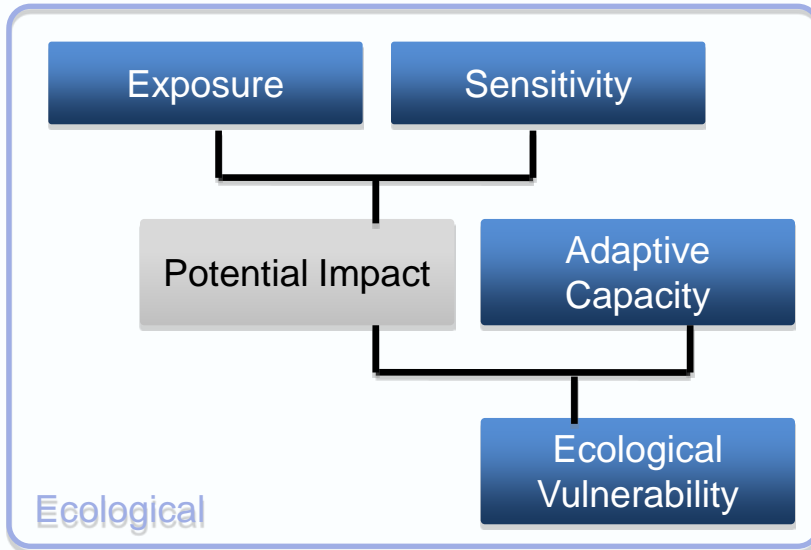 Exposure
Sensitivity
Potential Impact
Adaptive
Capacity
Ecological
Vulnerability
Ecological